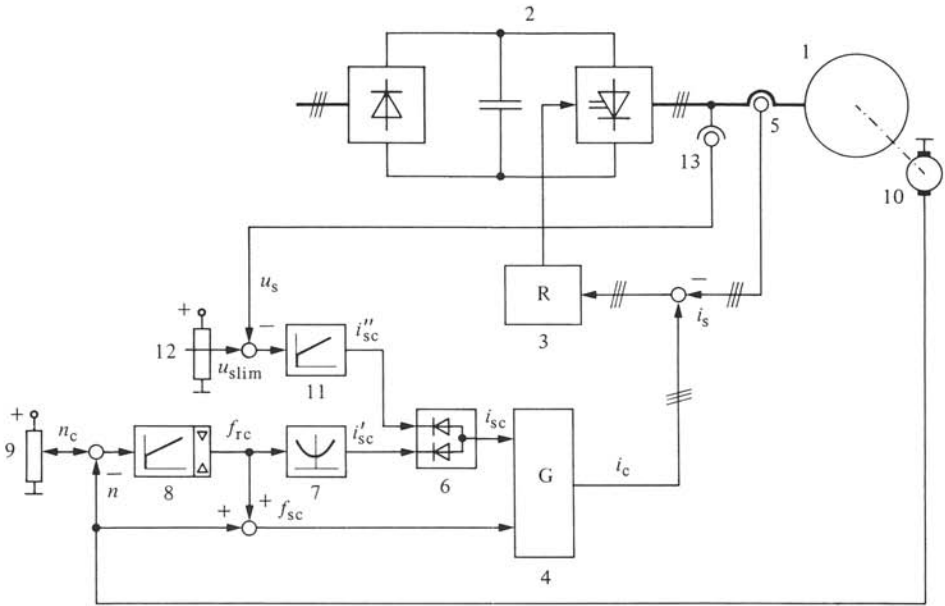 2
1
5
13
10
R
3
−
i_s
u_s
+
−
i''_sc
12
u_slim
11
+
9
n_c
−
n
8
f_rc
i'_sc
7
i_sc
6
G
4
i_c
+
+
f_sc